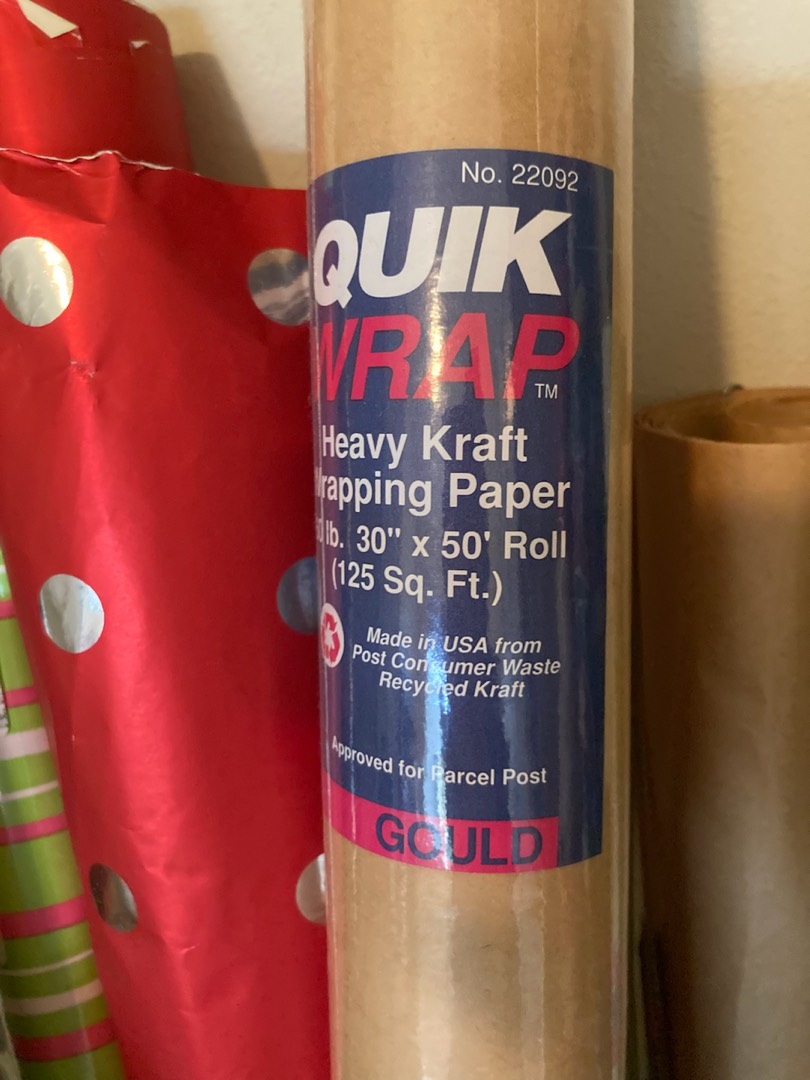 No. 22092
QUIK
WRAP
TM
Heavy Kraft
Wrapping Paper
lb. 30" x 50' Roll
(125 Sq. Ft.)
Made in USA from
Post Consumer Waste
Recycled Kraft
Approved for Parcel Post
GOULD